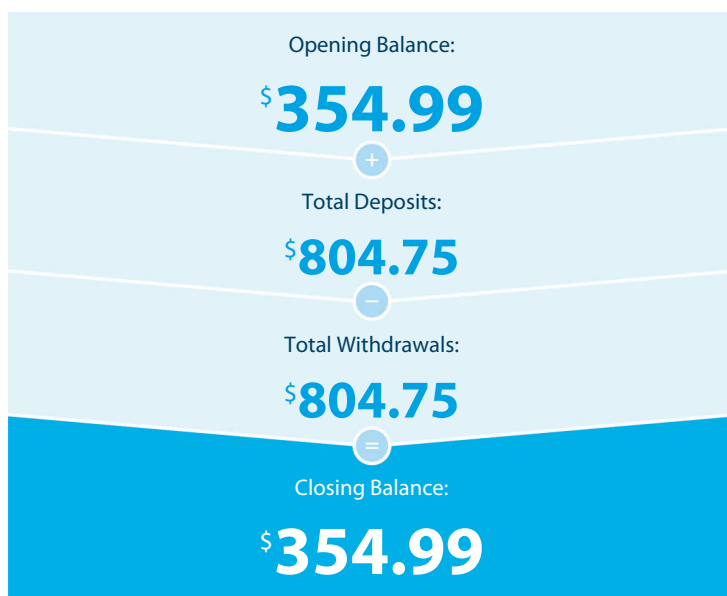 Opening Balance:
$354.99
+
Total Deposits:
$804.75
−
Total Withdrawals:
$804.75
=
Closing Balance:
$354.99